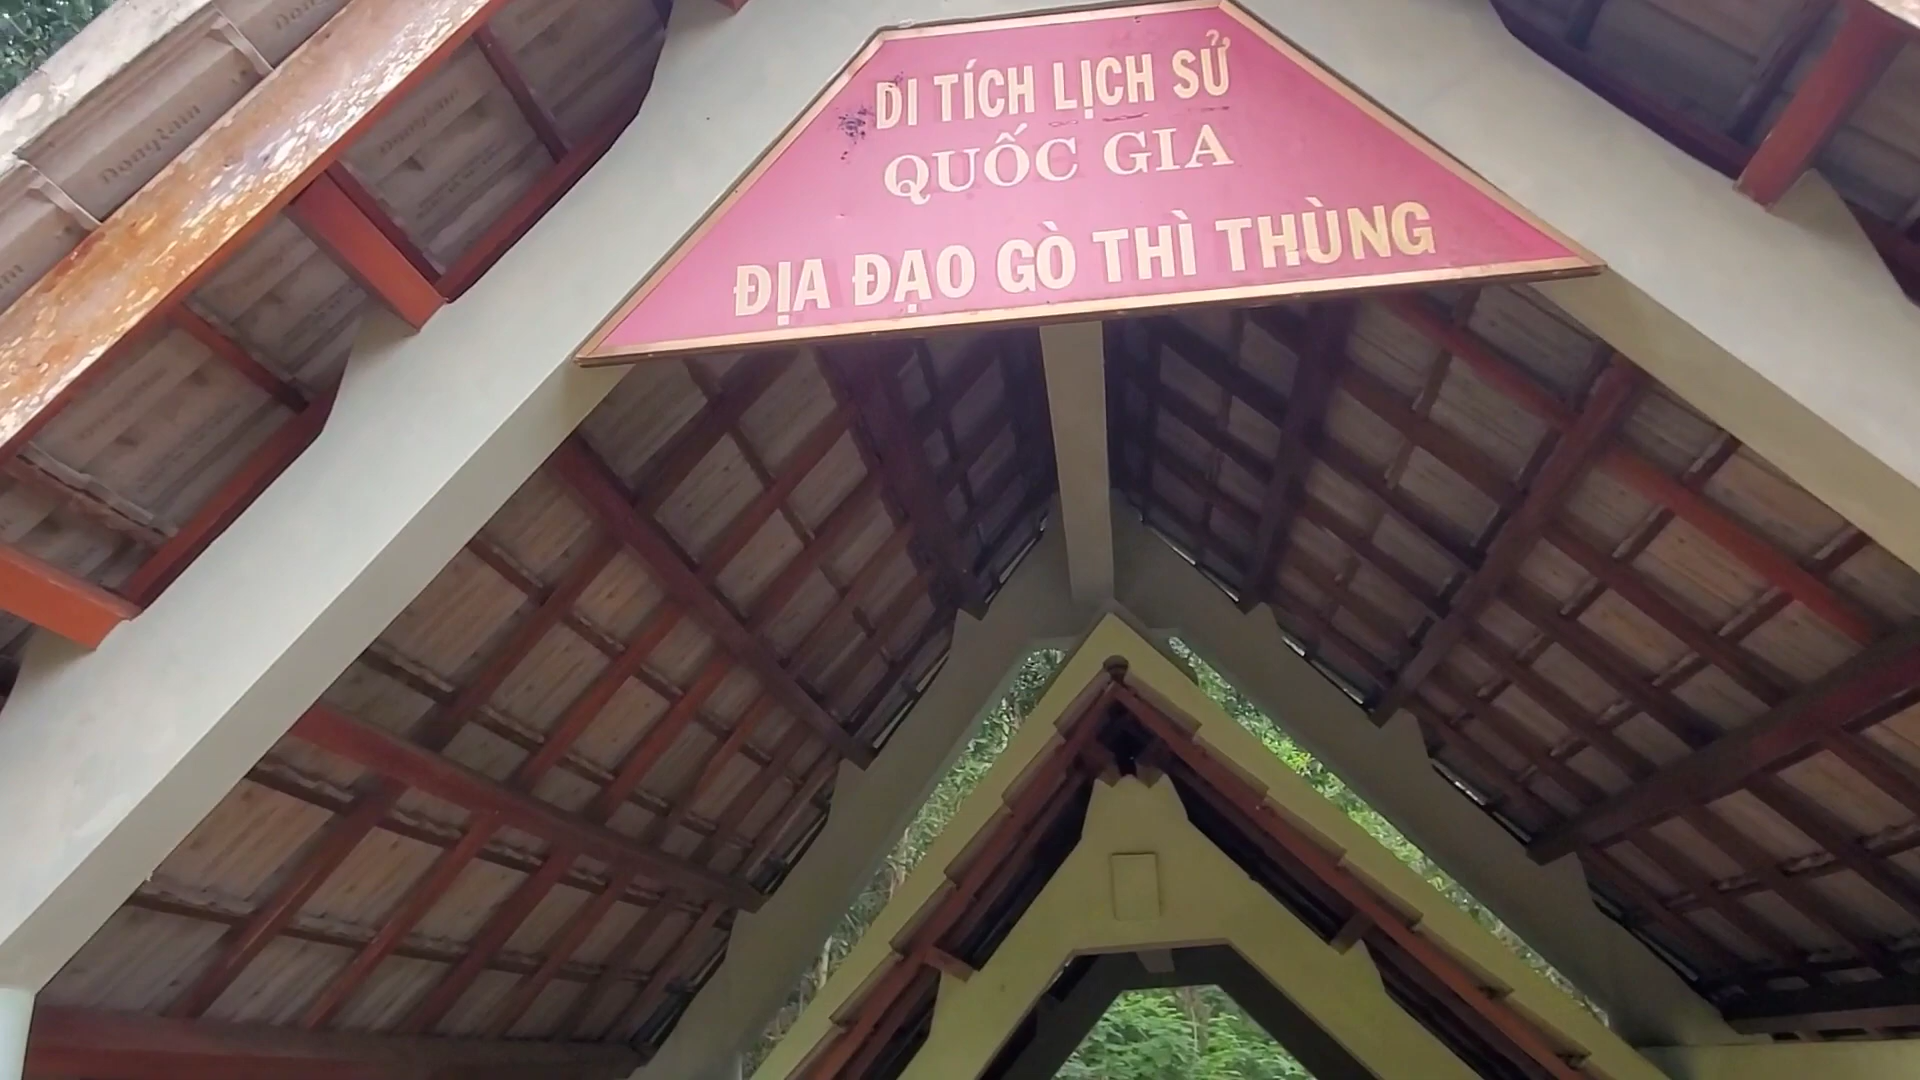 DI TÍCH LỊCH SỬ
QUỐC GIA
ĐỊA ĐẠO GÒ THÌ THÙNG